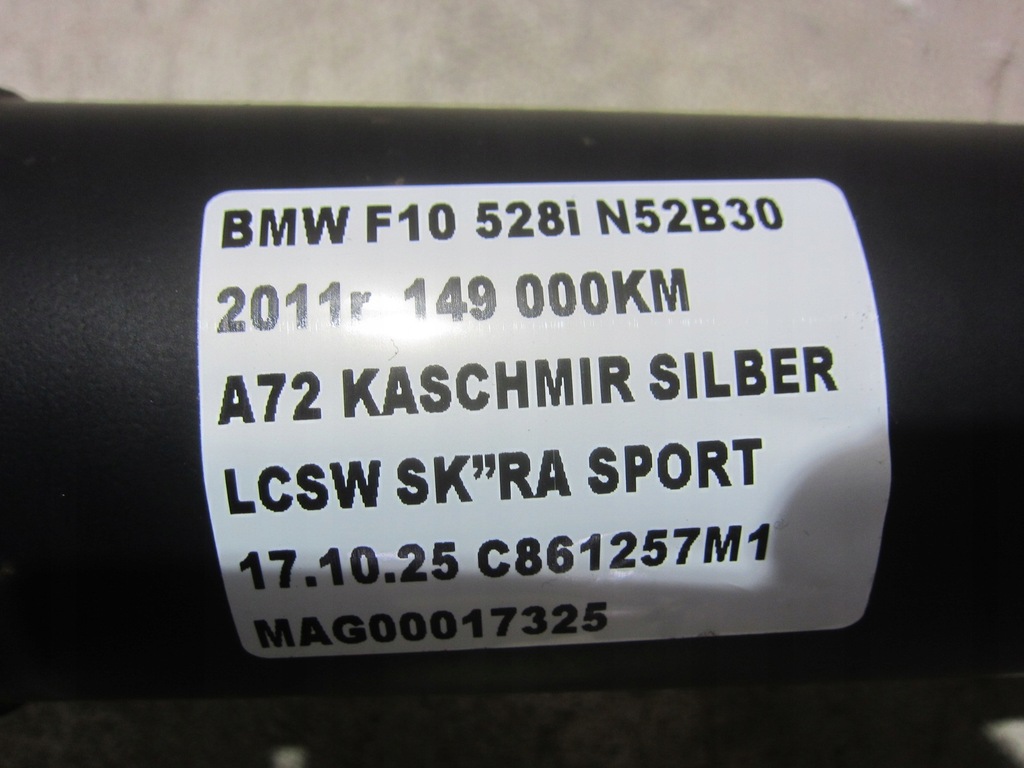 BMW F10 528i N52B30
2011r 149 000KM
A72 KASCHMIR SILBER
LCSW SK”RA SPORT
17.10.25 C861257M1
MAG00017325